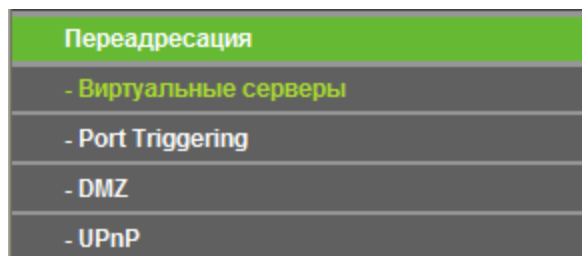 Переадресация
- Виртуальные серверы
- Port Triggering
- DMZ
- UPnP